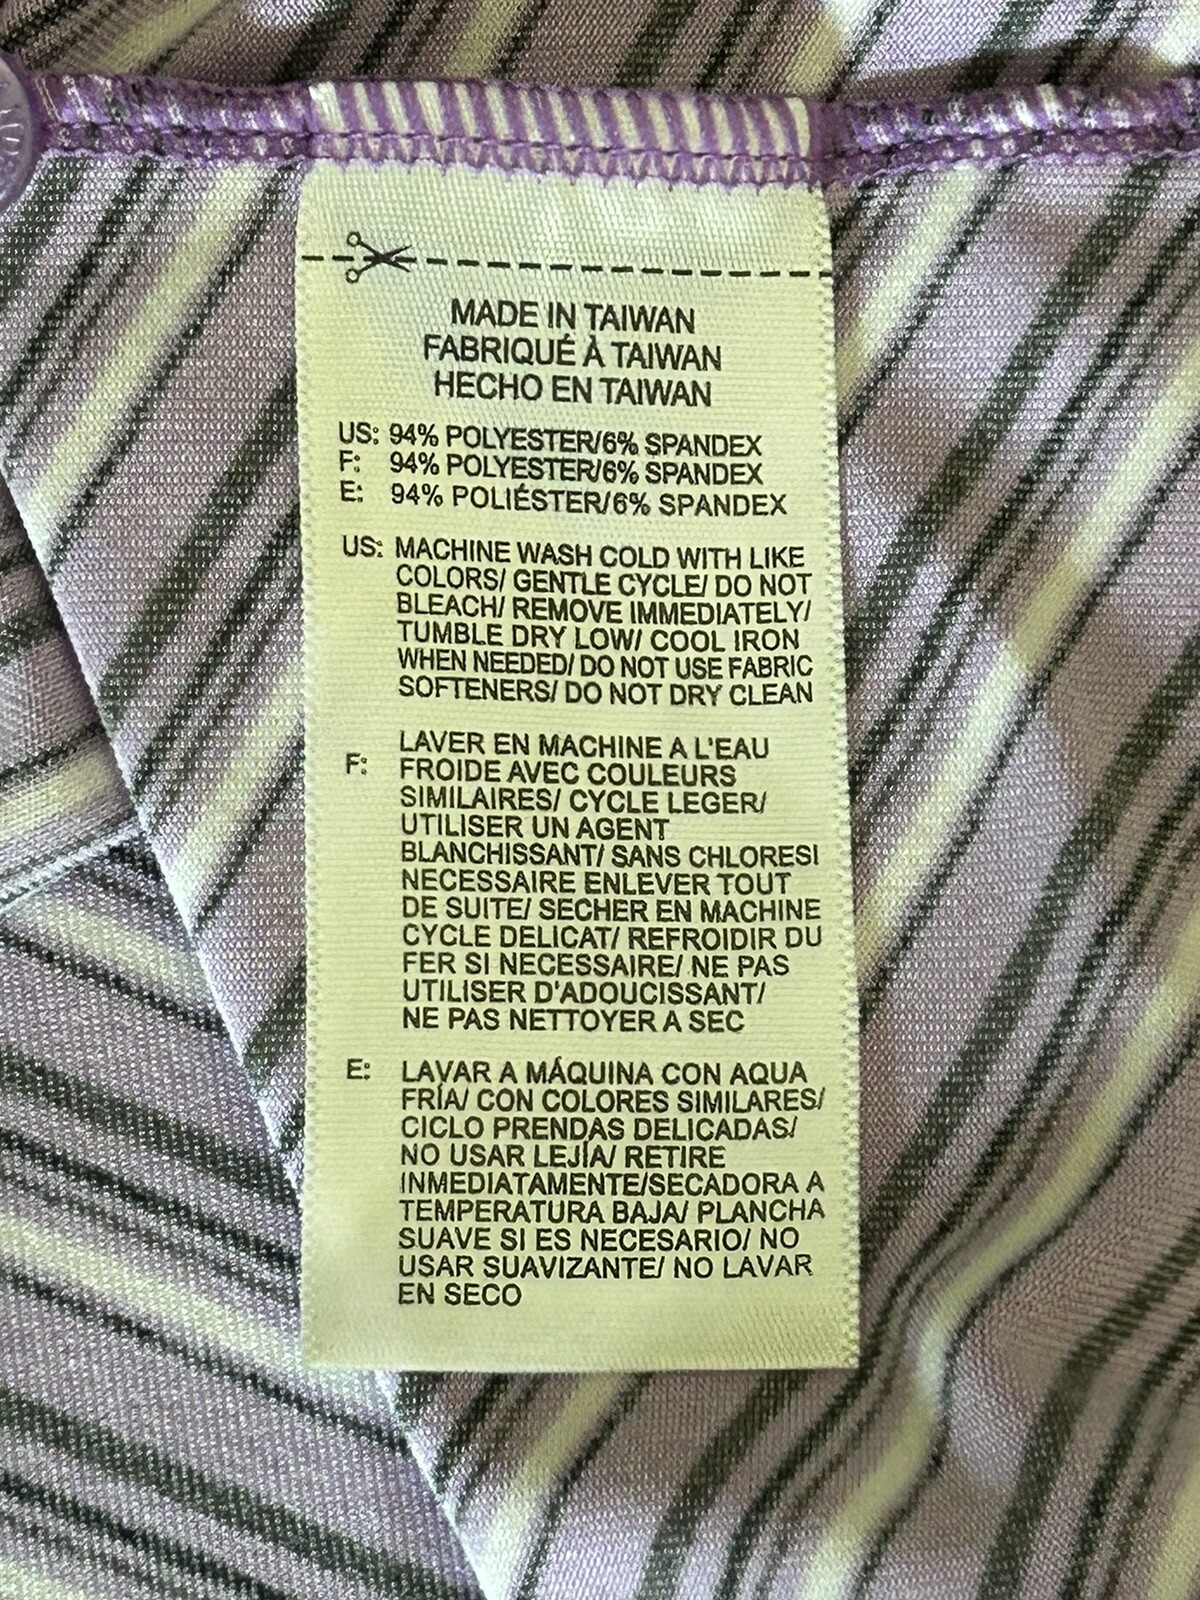 MADE IN TAIWAN
FABRIQUÉ À TAIWAN
HECHO EN TAIWAN
US: 94% POLYESTER/6% SPANDEX
F: 94% POLYESTER/6% SPANDEX
E: 94% POLIÉSTER/6% SPANDEX
US: MACHINE WASH COLD WITH LIKE
COLORS/ GENTLE CYCLE/ DO NOT
BLEACH/ REMOVE IMMEDIATELY/
TUMBLE DRY LOW/ COOL IRON
WHEN NEEDED/ DO NOT USE FABRIC
SOFTENERS/ DO NOT DRY CLEAN
F: LAVER EN MACHINE A L'EAU
FROIDE AVEC COULEURS
SIMILAIRES/ CYCLE LEGER/
UTILISER UN AGENT
BLANCHISSANT/ SANS CHLORESI
NECESSAIRE ENLEVER TOUT
DE SUITE/ SECHER EN MACHINE
CYCLE DELICAT/ REFROIDIR DU
FER SI NECESSAIRE/ NE PAS
UTILISER D'ADOUCISSANT/
NE PAS NETTOYER A SEC
E: LAVAR A MÁQUINA CON AQUA
FRÍA/ CON COLORES SIMILARES/
CICLO PRENDAS DELICADAS/
NO USAR LEJÍA/ RETIRE
INMEDIATAMENTE/SECADORA A
TEMPERATURA BAJA/ PLANCHA
SUAVE SI ES NECESARIO/ NO
USAR SUAVIZANTE/ NO LAVAR
EN SECO